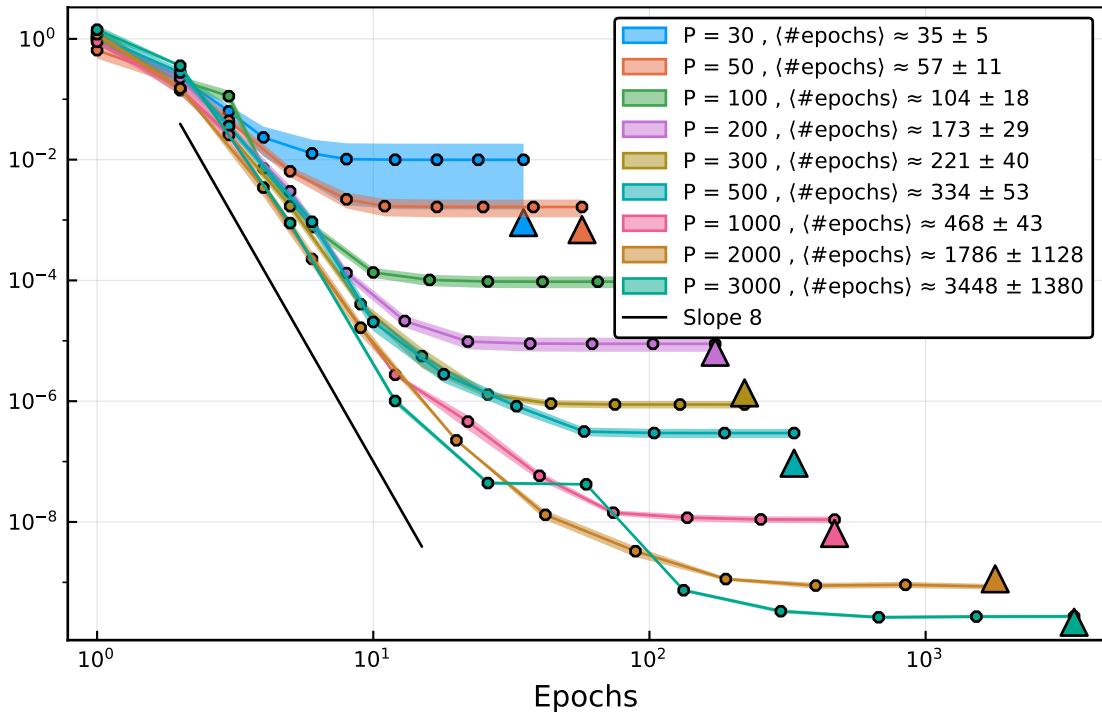 10⁰
10⁻²
10⁻⁴
10⁻⁶
10⁻⁸
P = 30 , ⟨#epochs⟩ ≈ 35 ± 5
P = 50 , ⟨#epochs⟩ ≈ 57 ± 11
P = 100 , ⟨#epochs⟩ ≈ 104 ± 18
P = 200 , ⟨#epochs⟩ ≈ 173 ± 29
P = 300 , ⟨#epochs⟩ ≈ 221 ± 40
P = 500 , ⟨#epochs⟩ ≈ 334 ± 53
P = 1000 , ⟨#epochs⟩ ≈ 468 ± 43
P = 2000 , ⟨#epochs⟩ ≈ 1786 ± 1128
P = 3000 , ⟨#epochs⟩ ≈ 3448 ± 1380
Slope 8
10⁰ 10¹ 10² 10³
Epochs